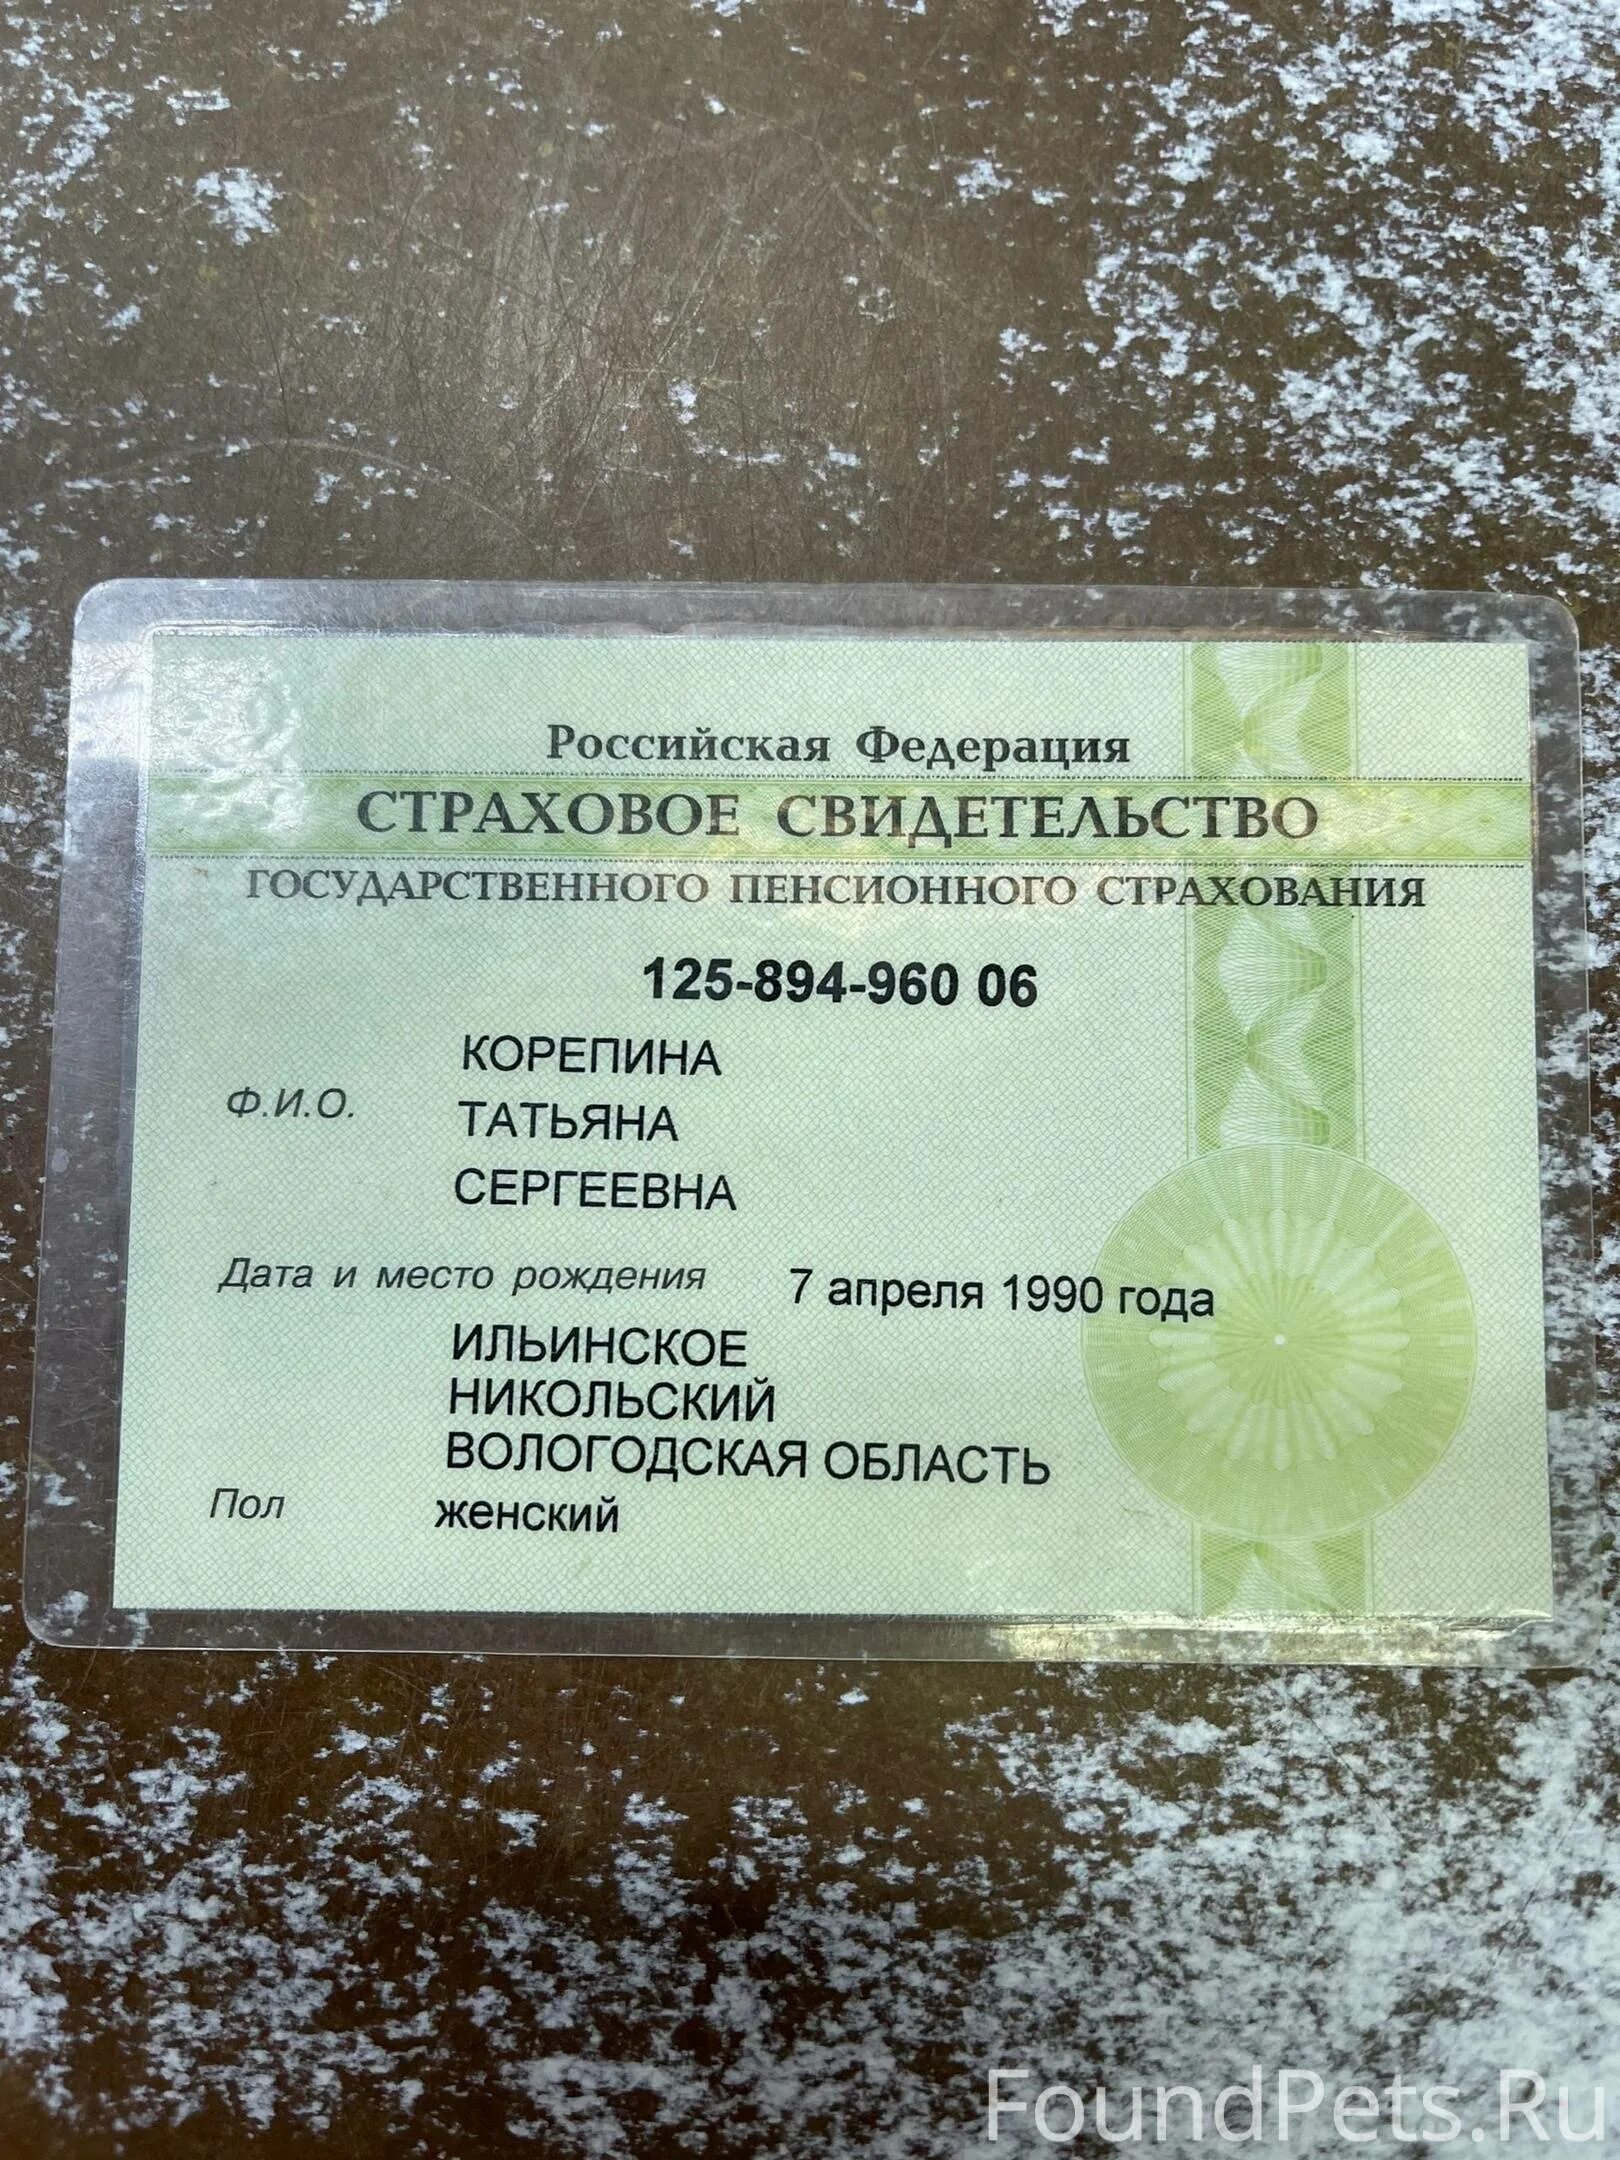 Российская Федерация
СТРАХОВОЕ СВИДЕТЕЛЬСТВО
ГОСУДАРСТВЕННОГО ПЕНСИОННОГО СТРАХОВАНИЯ
125-894-960 06
КОРЕПИНА
Ф.И.О. ТАТЬЯНА
СЕРГЕЕВНА
Дата и место рождения 7 апреля 1990 года
ИЛЬИНСКОЕ
НИКОЛЬСКИЙ
ВОЛОГОДСКАЯ ОБЛАСТЬ
Пол женский
FoundPets.Ru